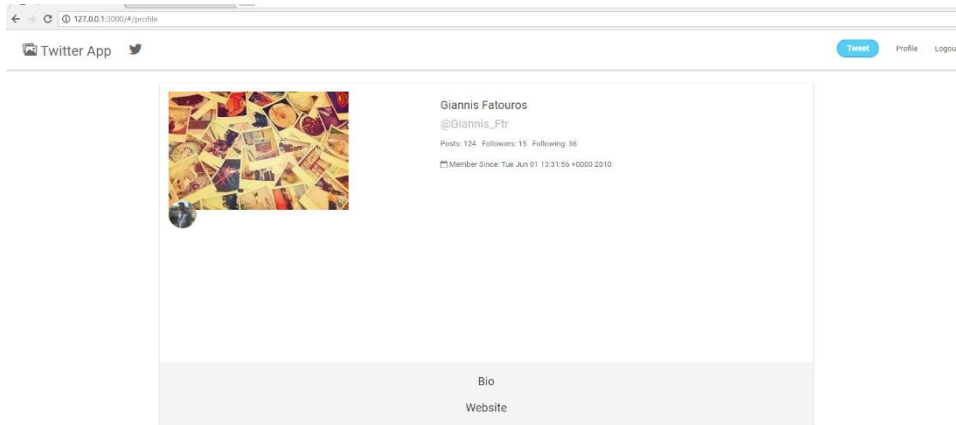 127.0.0.1:3000/#/profile
Twitter App
Tweet Profile Logou
Giannis Fatouros
@Giannis_Ftr
Posts: 124 Followers: 15 Following: 36
Member Since: Tue Jun 01 13:31:56 +0000 2010
Bio
Website